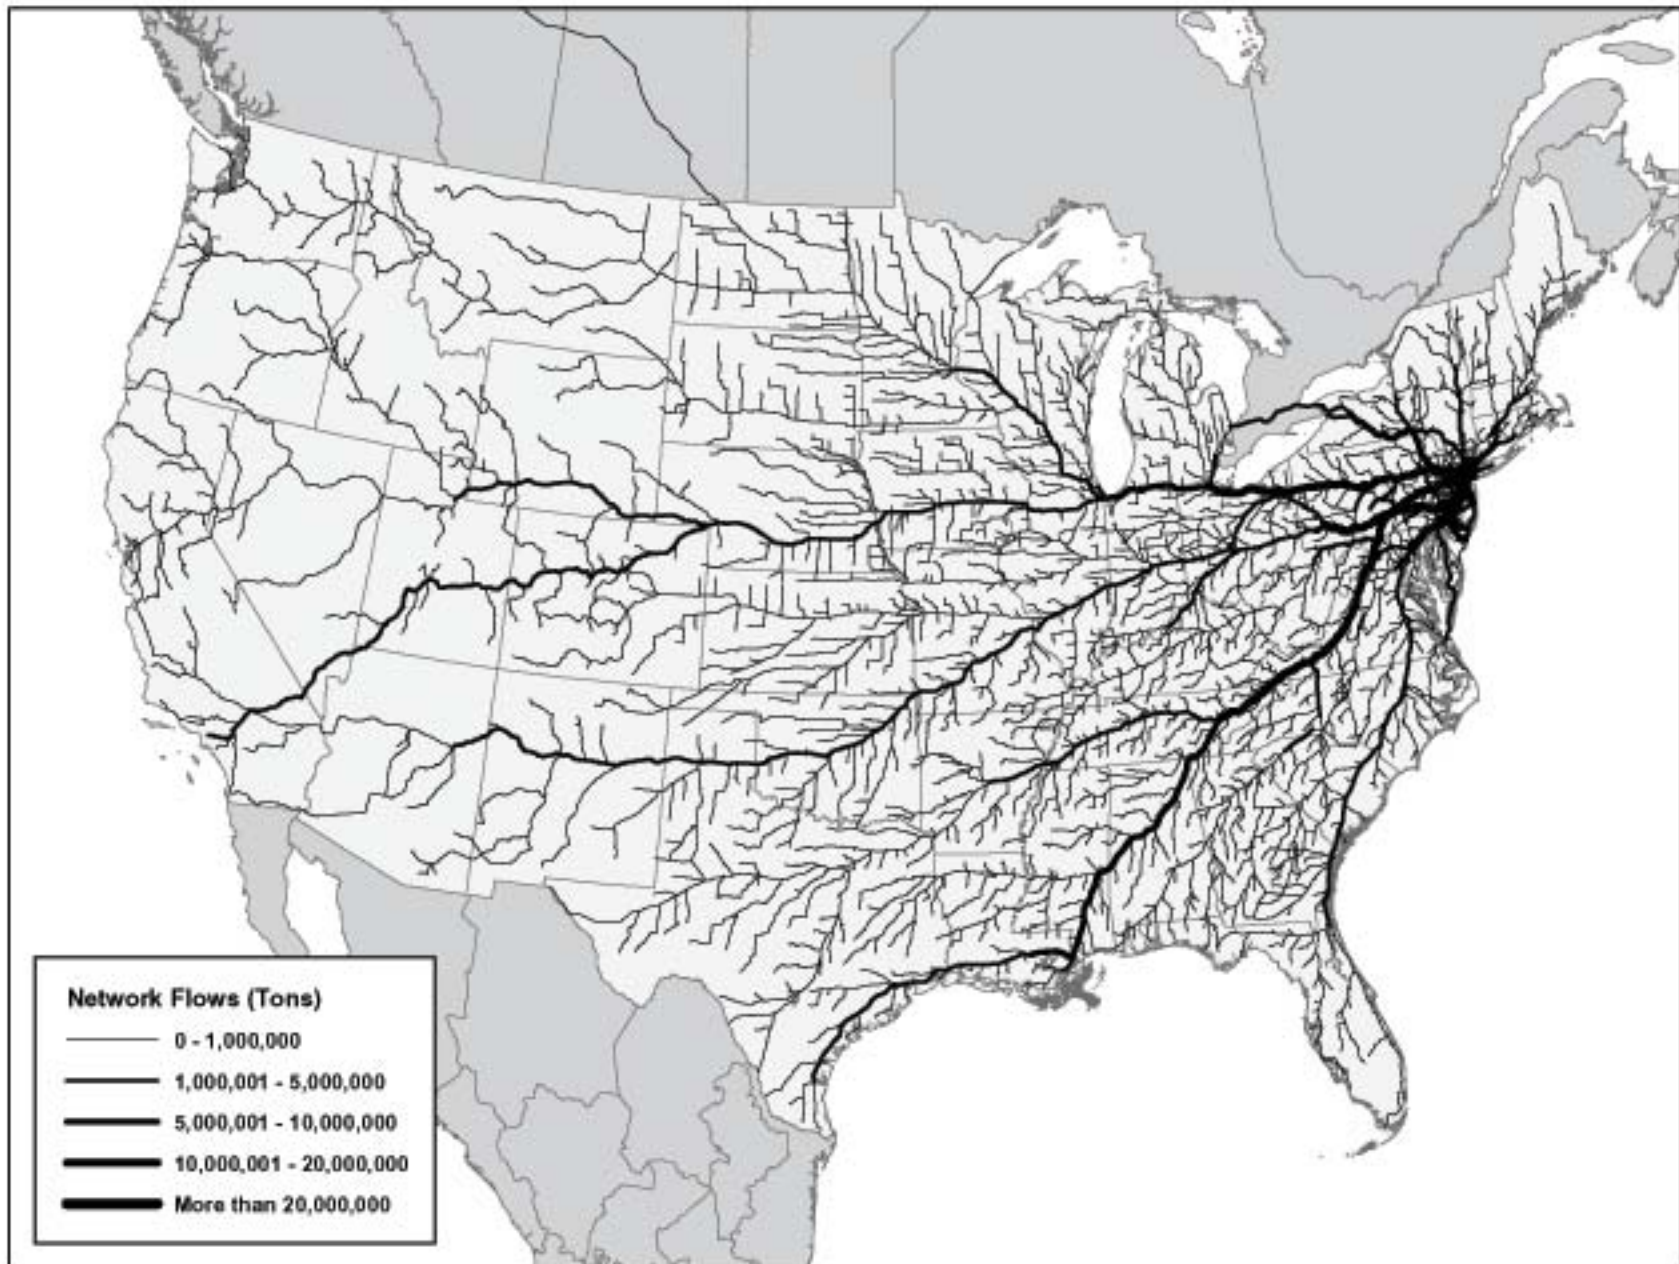 Network Flows (Tons)
0 - 1,000,000
1,000,001 - 5,000,000
5,000,001 - 10,000,000
10,000,001 - 20,000,000
More than 20,000,000